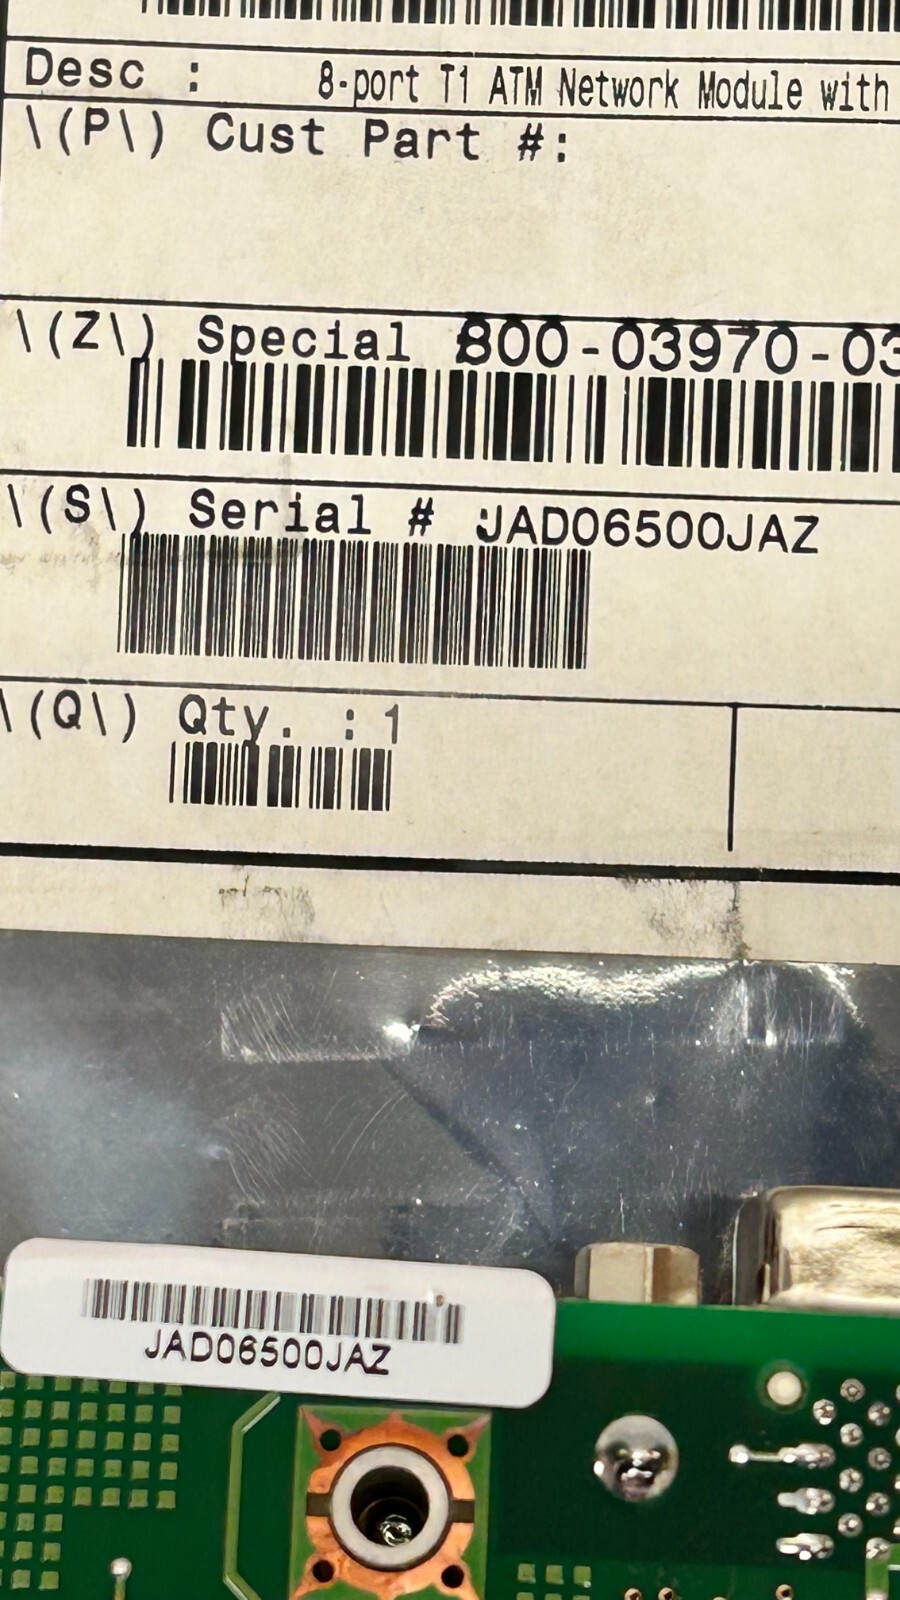 Desc : 8-port T1 ATM Network Module with
\(P\) Cust Part #:
\(Z\) Special 800-03970-03
\(S\) Serial # JAD06500JAZ
\(Q\) Qty. :1
JAD06500JAZ